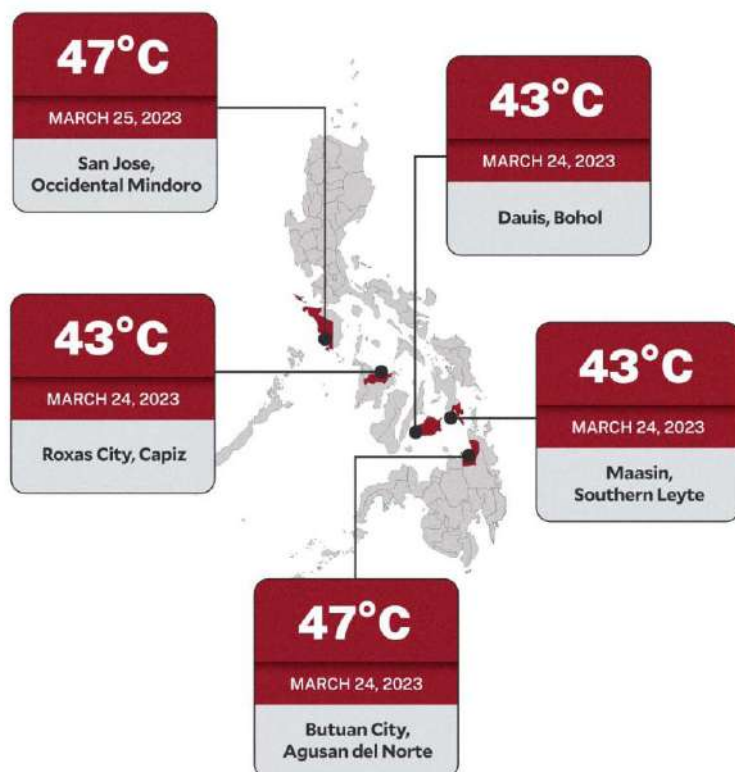 47°C
MARCH 25, 2023
San Jose,
Occidental Mindoro
43°C
MARCH 24, 2023
Dauis, Bohol
43°C
MARCH 24, 2023
Roxas City, Capiz
43°C
MARCH 24, 2023
Maasin,
Southern Leyte
47°C
MARCH 24, 2023
Butuan City,
Agusan del Norte